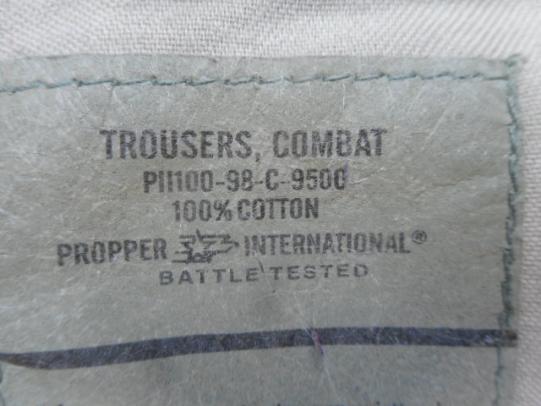 TROUSERS, COMBAT
PII100-98-C-9500
100% COTTON
PROPPER INTERNATIONAL®
BATTLE TESTED